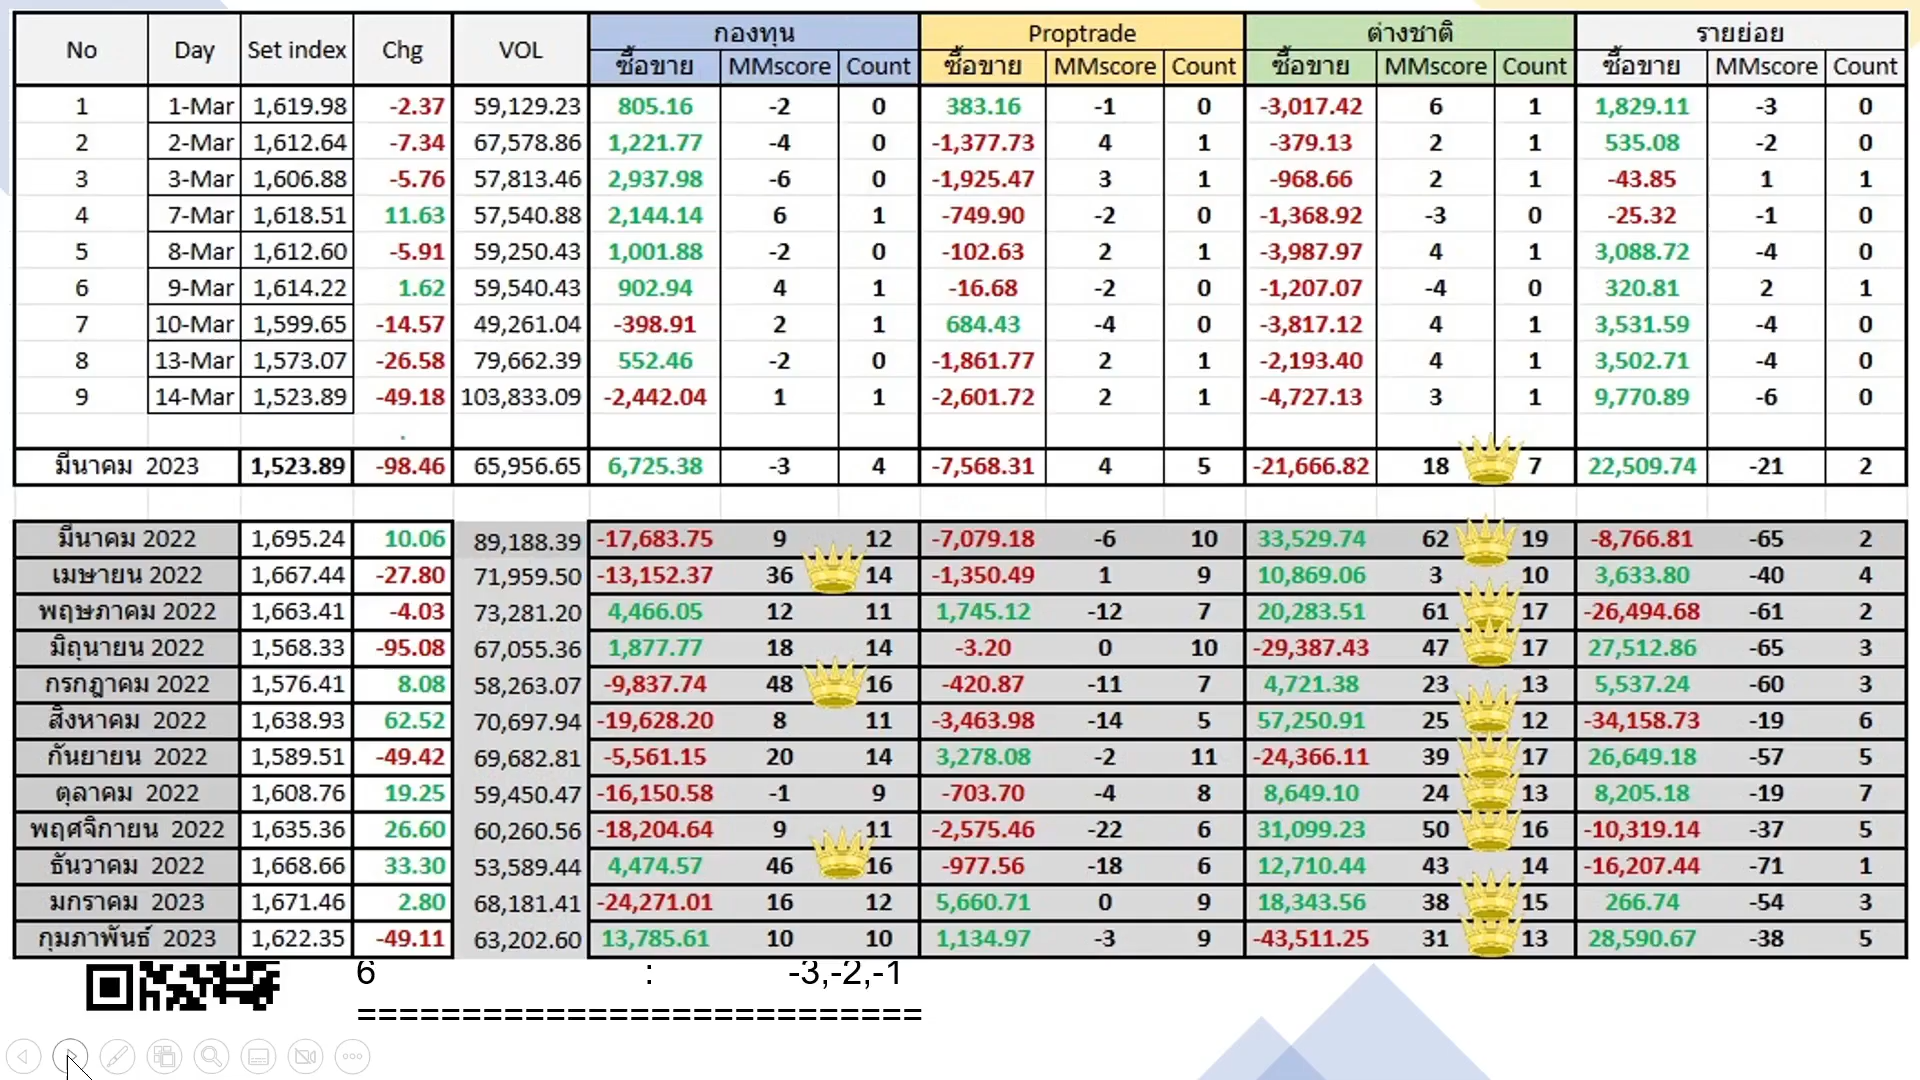 No Day Set index Chg VOL กองทุน Proptrade ต่างชาติ รายย่อย
ซื้อขาย MMscore Count ซื้อขาย MMscore Count ซื้อขาย MMscore Count ซื้อขาย MMscore Count
1 1-Mar 1,619.98 -2.37 59,129.23 805.16 -2 0 383.16 -1 0 -3,017.42 6 1 1,829.11 -3 0
2 2-Mar 1,612.64 -7.34 67,578.86 1,221.77 -4 0 -1,377.73 4 1 -379.13 2 1 535.08 -2 0
3 3-Mar 1,606.88 -5.76 57,813.46 2,937.98 -6 0 -1,925.47 3 1 -968.66 2 1 -43.85 1 1
4 7-Mar 1,618.51 11.63 57,540.88 2,144.14 6 1 -749.90 -2 0 -1,368.92 -3 0 -25.32 -1 0
5 8-Mar 1,612.60 -5.91 59,250.43 1,001.88 -2 0 -102.63 2 1 -3,987.97 4 1 3,088.72 -4 0
6 9-Mar 1,614.22 1.62 59,540.43 902.94 4 1 -16.68 -2 0 -1,207.07 -4 0 320.81 2 1
7 10-Mar 1,599.65 -14.57 49,261.04 -398.91 2 1 684.43 -4 0 -3,817.12 4 1 3,531.59 -4 0
8 13-Mar 1,573.07 -26.58 79,662.39 552.46 -2 0 -1,861.77 2 1 -2,193.40 4 1 3,502.71 -4 0
9 14-Mar 1,523.89 -49.18 103,833.09 -2,442.04 1 1 -2,601.72 2 1 -4,727.13 3 1 9,770.89 -6 0
มีนาคม 2023 1,523.89 -98.46 65,956.65 6,725.38 -3 4 -7,568.31 4 5 -21,666.82 18 7 22,509.74 -21 2
มีนาคม 2022 1,695.24 10.06 89,188.39 -17,683.75 9 12 -7,079.18 -6 10 33,529.74 62 19 -8,766.81 -65 2
เมษายน 2022 1,667.44 -27.80 71,959.50 -13,152.37 36 14 -1,350.49 1 9 10,869.06 3 10 3,633.80 -40 4
พฤษภาคม 2022 1,663.41 -4.03 73,281.20 4,466.05 12 11 1,745.12 -12 7 20,283.51 61 17 -26,494.68 -61 2
มิถุนายน 2022 1,568.33 -95.08 67,055.36 1,877.77 18 14 -3.20 0 10 -29,387.43 47 17 27,512.86 -65 3
กรกฎาคม 2022 1,576.41 8.08 58,263.07 -9,837.74 48 16 -420.87 -11 7 4,721.38 23 13 5,537.24 -60 3
สิงหาคม 2022 1,638.93 62.52 70,697.94 -19,628.20 8 11 -3,463.98 -14 5 57,250.91 25 12 -34,158.73 -19 6
กันยายน 2022 1,589.51 -49.42 69,682.81 -5,561.15 20 14 3,278.08 -2 11 -24,366.11 39 17 26,649.18 -57 5
ตุลาคม 2022 1,608.76 19.25 59,450.47 -16,150.58 -1 9 -703.70 -4 8 8,649.10 24 13 8,205.18 -19 7
พฤศจิกายน 2022 1,635.36 26.60 60,260.56 -18,204.64 9 11 -2,575.46 -22 6 31,099.23 50 16 -10,319.14 -37 5
ธันวาคม 2022 1,668.66 33.30 53,589.44 4,474.57 46 16 -977.56 -18 6 12,710.44 43 14 -16,207.44 -71 1
มกราคม 2023 1,671.46 2.80 68,181.41 -24,271.01 16 12 5,660.71 0 9 18,343.56 38 15 266.74 -54 3
กุมภาพันธ์ 2023 1,622.35 -49.11 63,202.60 13,785.61 10 10 1,134.97 -3 9 -43,511.25 31 13 28,590.67 -38 5
6 : -3,-2,-1
===========================